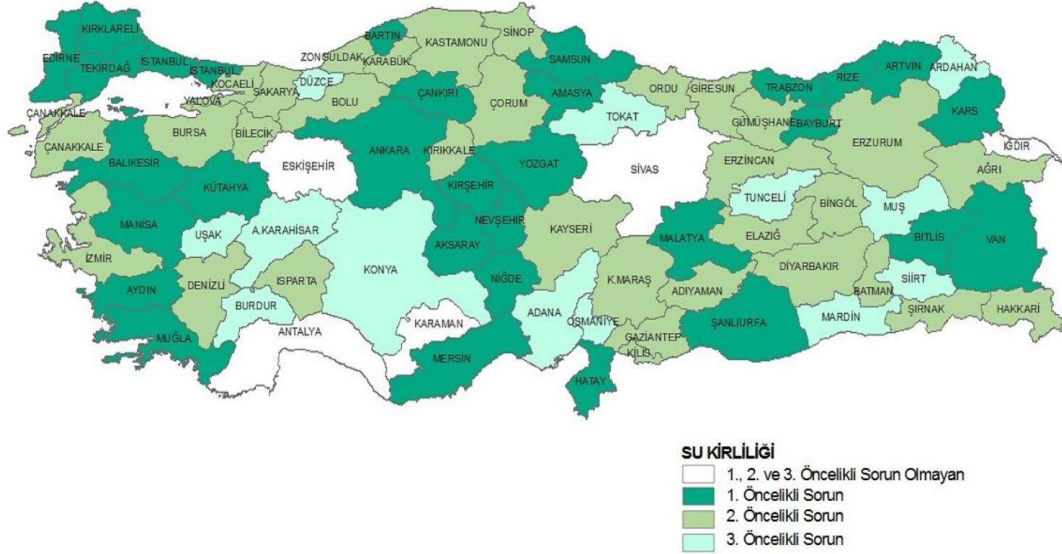 KIRKLARELİ
EDİRNE
TEKİRDAĞ
İSTANBUL
İSTANBUL
KOCAELİ
YALOVA
SAKARYA
DÜZCE
ZONGULDAK
BARTIN
KARABÜK
KASTAMONU
SİNOP
SAMSUN
BOLU
ÇANKIRI
ÇORUM
AMASYA
TOKAT
ORDU
GİRESUN
TRABZON
RİZE
ARTVİN
ARDAHAN
GÜMÜŞHANE
BAYBURT
KARS
IĞDIR
ÇANAKKALE
ÇANAKKALE
BURSA
BİLECİK
BALIKESİR
ESKİŞEHİR
KÜTAHYA
ANKARA
KIRIKKALE
YOZGAT
KIRŞEHİR
NEVŞEHİR
SİVAS
ERZİNCAN
ERZURUM
AĞRI
TUNCELİ
BİNGÖL
MUŞ
MANİSA
UŞAK
A.KARAHİSAR
KONYA
AKSARAY
KAYSERİ
MALATYA
ELAZIĞ
BİTLİS
VAN
İZMİR
AYDIN
DENİZLİ
ISPARTA
BURDUR
NİĞDE
K.MARAŞ
ADIYAMAN
DİYARBAKIR
BATMAN
SİİRT
ŞIRNAK
HAKKARİ
MUĞLA
ANTALYA
KARAMAN
MERSİN
ADANA
OSMANİYE
GAZİANTEP
KİLİS
ŞANLIURFA
MARDİN
HATAY
SU KİRLİLİĞİ
1., 2. ve 3. Öncelikli Sorun Olmayan
1. Öncelikli Sorun
2. Öncelikli Sorun
3. Öncelikli Sorun